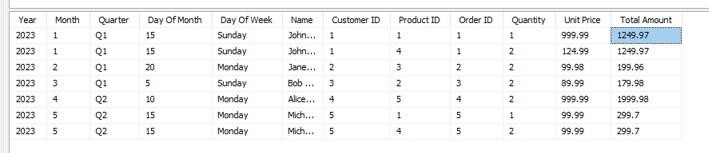 Year Month Quarter Day Of Month Day Of Week Name Customer ID Product ID Order ID Quantity Unit Price Total Amount
2023 1 Q1 15 Sunday John... 1 1 1 1 999.99 1249.97
2023 1 Q1 15 Sunday John... 1 4 1 2 124.99 1249.97
2023 2 Q1 20 Monday Jane... 2 3 2 2 99.98 199.96
2023 3 Q1 5 Sunday Bob ... 3 2 3 2 89.99 179.98
2023 4 Q2 10 Monday Alice... 4 5 4 2 999.99 1999.98
2023 5 Q2 15 Monday Mich... 5 1 5 1 99.99 299.7
2023 5 Q2 15 Monday Mich... 5 4 5 2 99.99 299.7